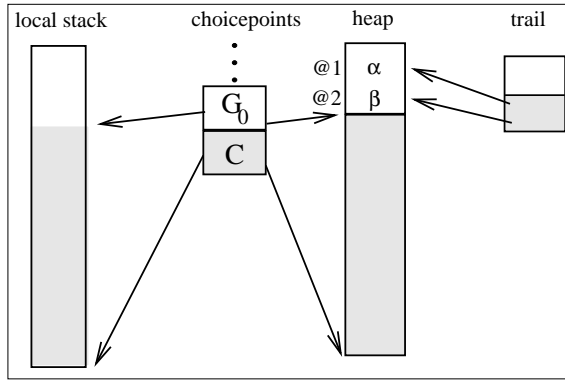 local stack choicepoints heap trail
@1 α
@2 β
G0
C